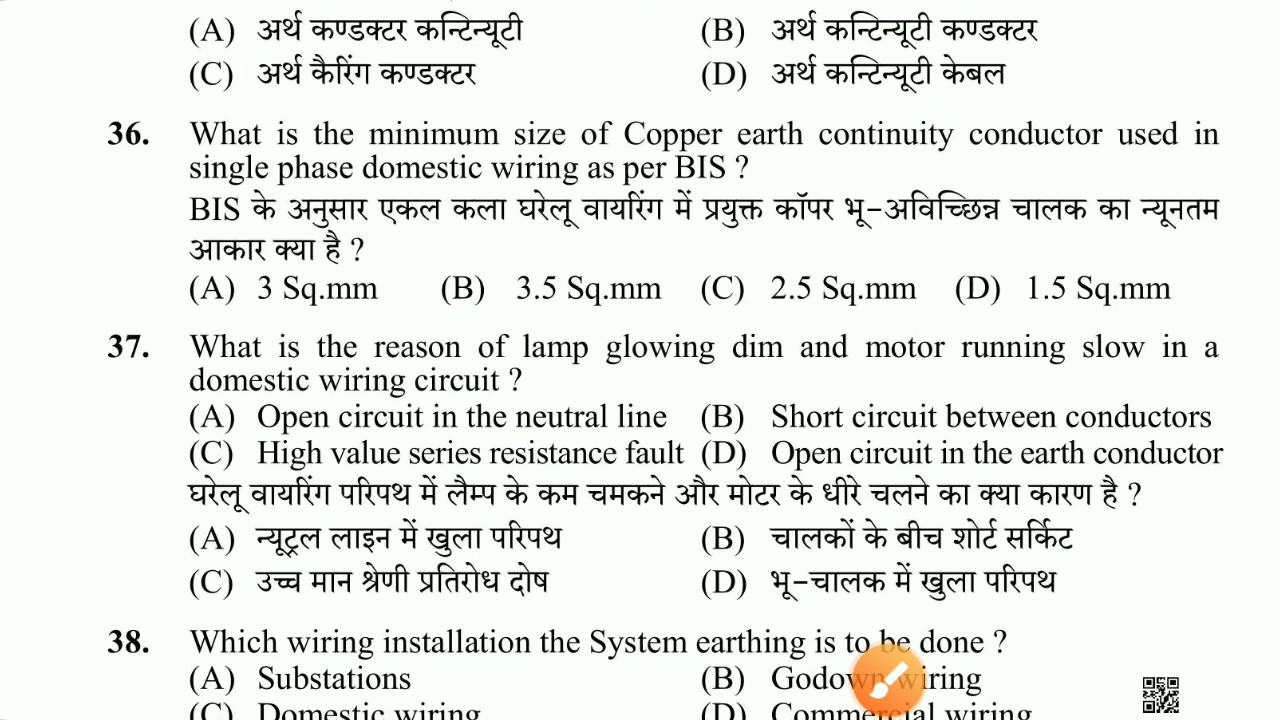 (A) अर्थ कण्डक्टर कन्टिन्यूटी (B) अर्थ कन्टिन्यूटी कण्डक्टर
(C) अर्थ कैरिंग कण्डक्टर (D) अर्थ कन्टिन्यूटी केबल
36. What is the minimum size of Copper earth continuity conductor used in
single phase domestic wiring as per BIS ?
BIS के अनुसार एकल कला घरेलू वायरिंग में प्रयुक्त कॉपर भू-अविच्छिन्न चालक का न्यूनतम
आकार क्या है ?
(A) 3 Sq.mm (B) 3.5 Sq.mm (C) 2.5 Sq.mm (D) 1.5 Sq.mm
37. What is the reason of lamp glowing dim and motor running slow in a
domestic wiring circuit ?
(A) Open circuit in the neutral line (B) Short circuit between conductors
(C) High value series resistance fault (D) Open circuit in the earth conductor
घरेलू वायरिंग परिपथ में लैम्प के कम चमकने और मोटर के धीरे चलने का क्या कारण है ?
(A) न्यूट्रल लाइन में खुला परिपथ (B) चालकों के बीच शोर्ट सर्किट
(C) उच्च मान श्रेणी प्रतिरोध दोष (D) भू-चालक में खुला परिपथ
38. Which wiring installation the System earthing is to be done ?
(A) Substations (B) Godown wiring
(C) Domestic wiring (D) Commercial wiring